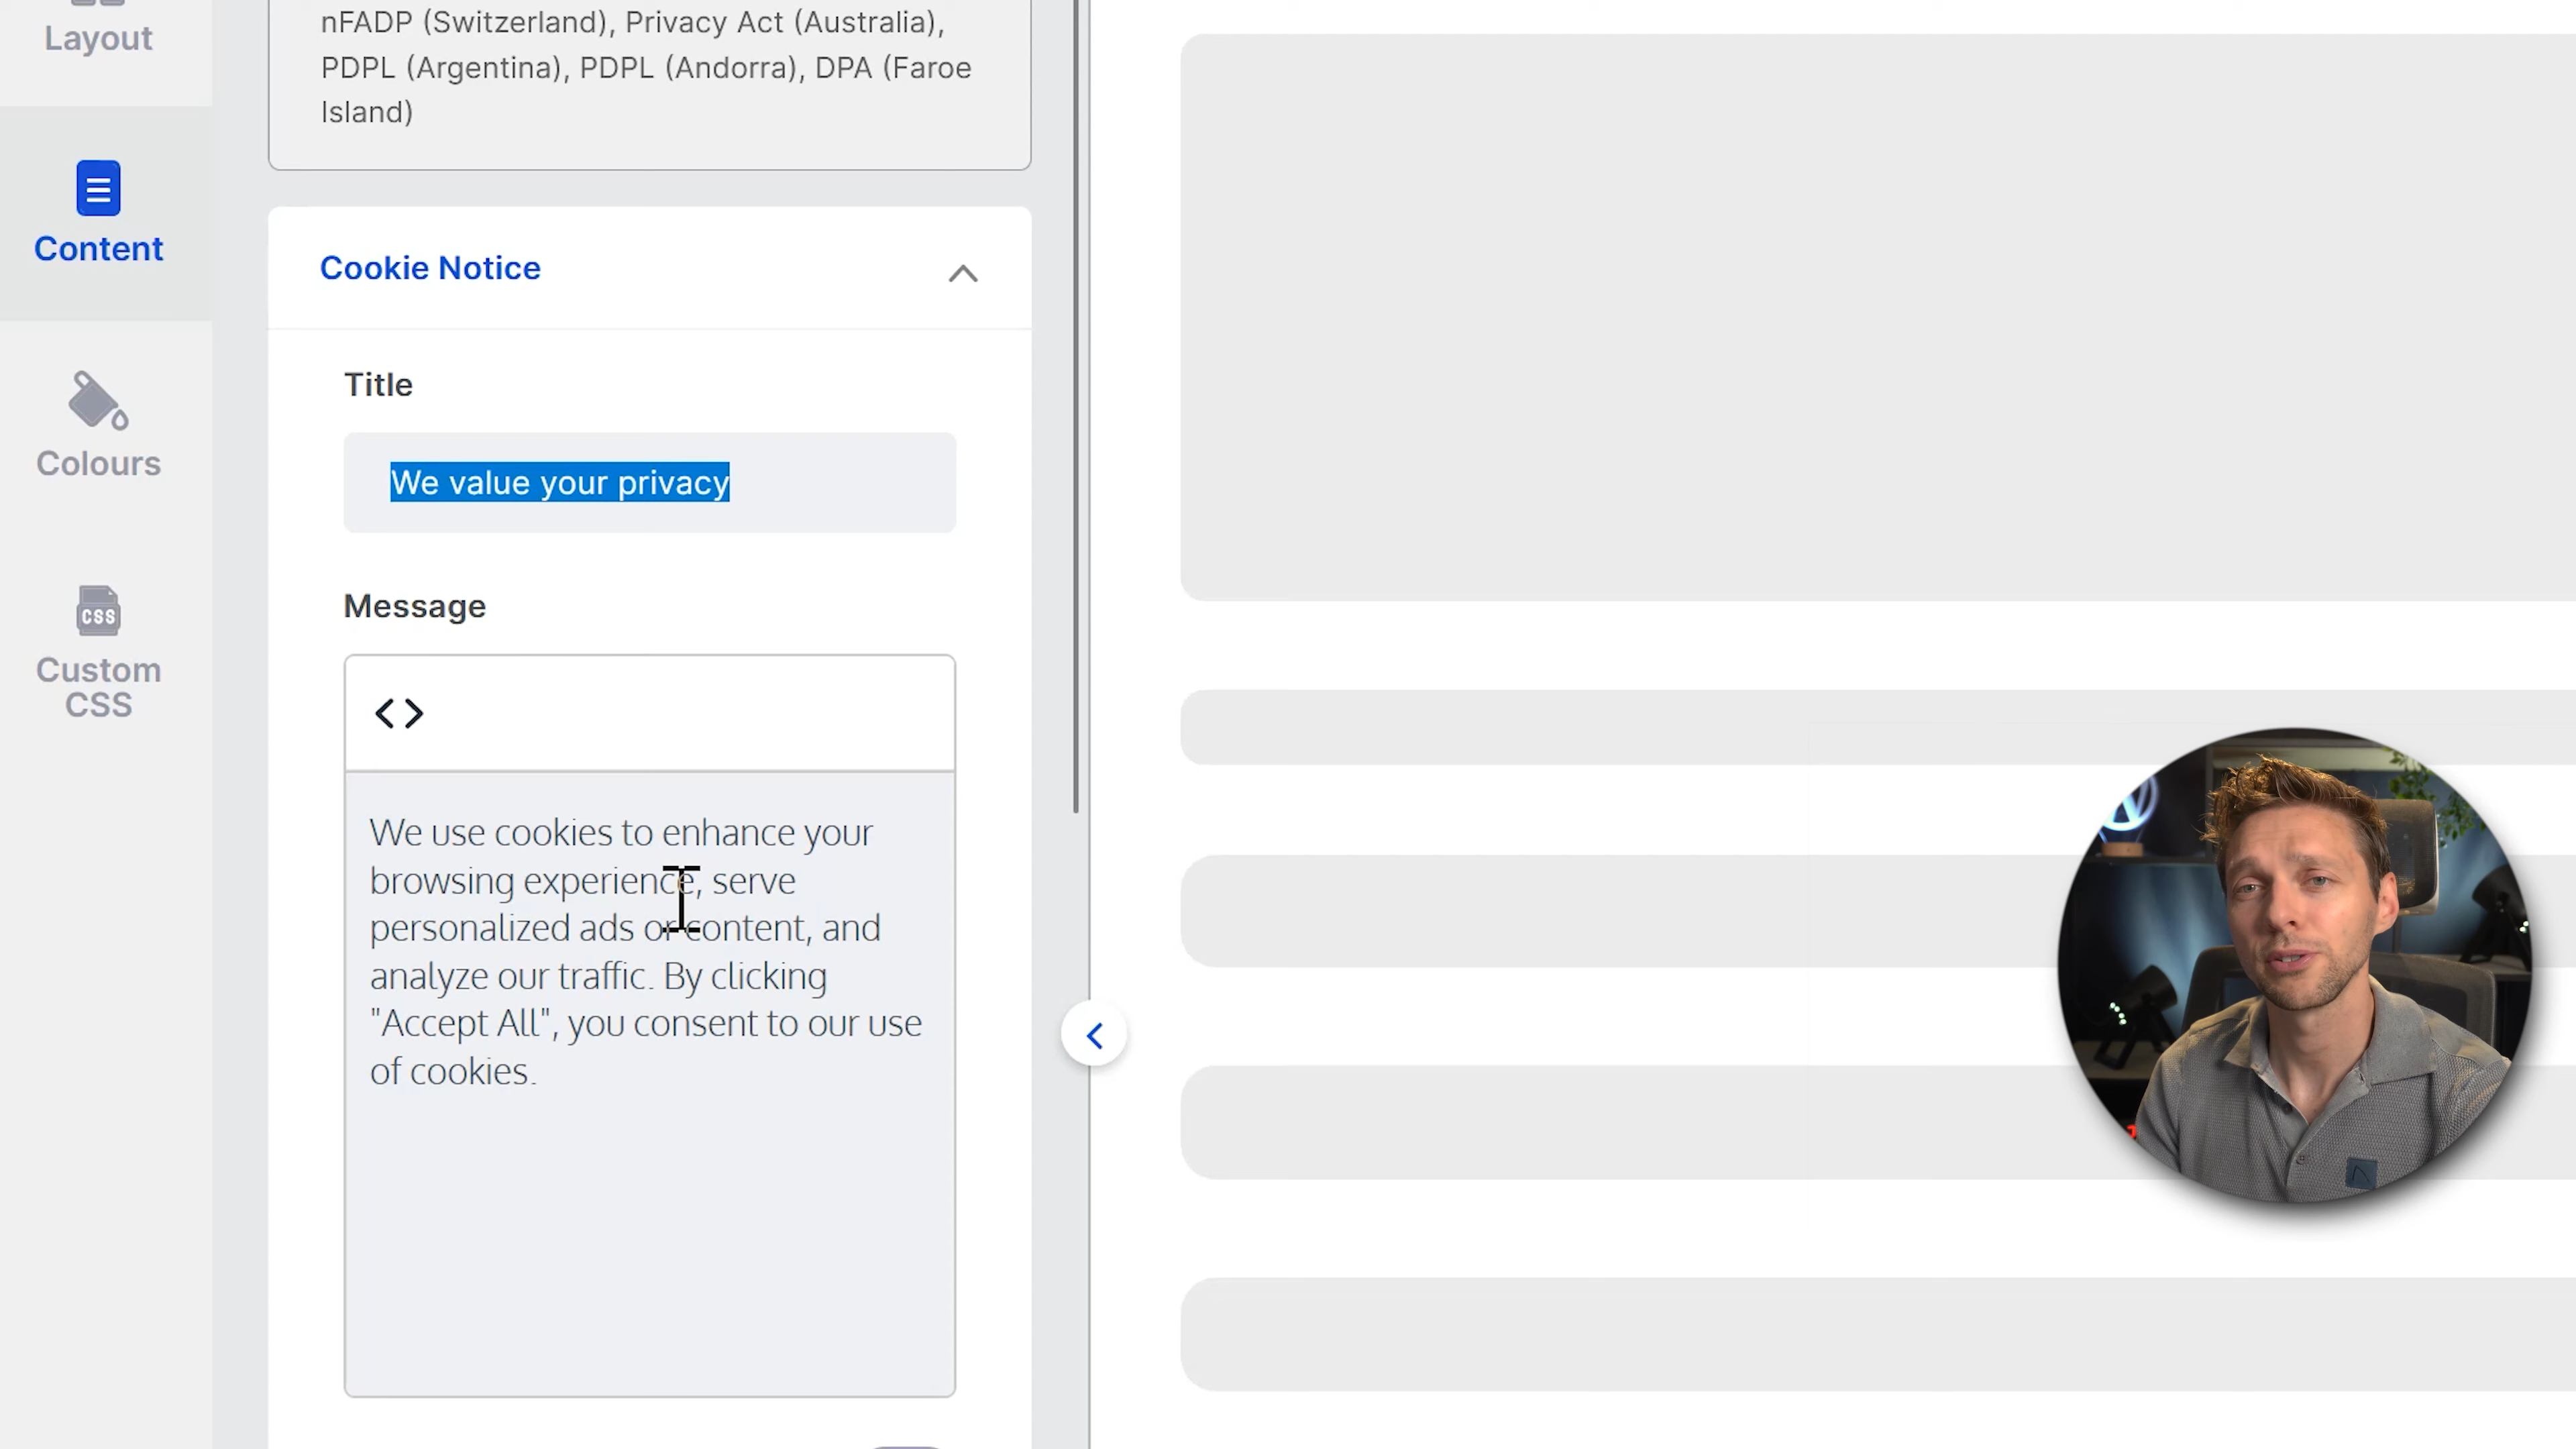 Layout
nFADP (Switzerland), Privacy Act (Australia),
PDPL (Argentina), PDPL (Andorra), DPA (Faroe
Island)
Content
Cookie Notice
Title
Colours
We value your privacy
Message
CSS
Custom
CSS
We use cookies to enhance your
browsing experience, serve
personalized ads or content, and
analyze our traffic. By clicking
"Accept All", you consent to our use
of cookies.